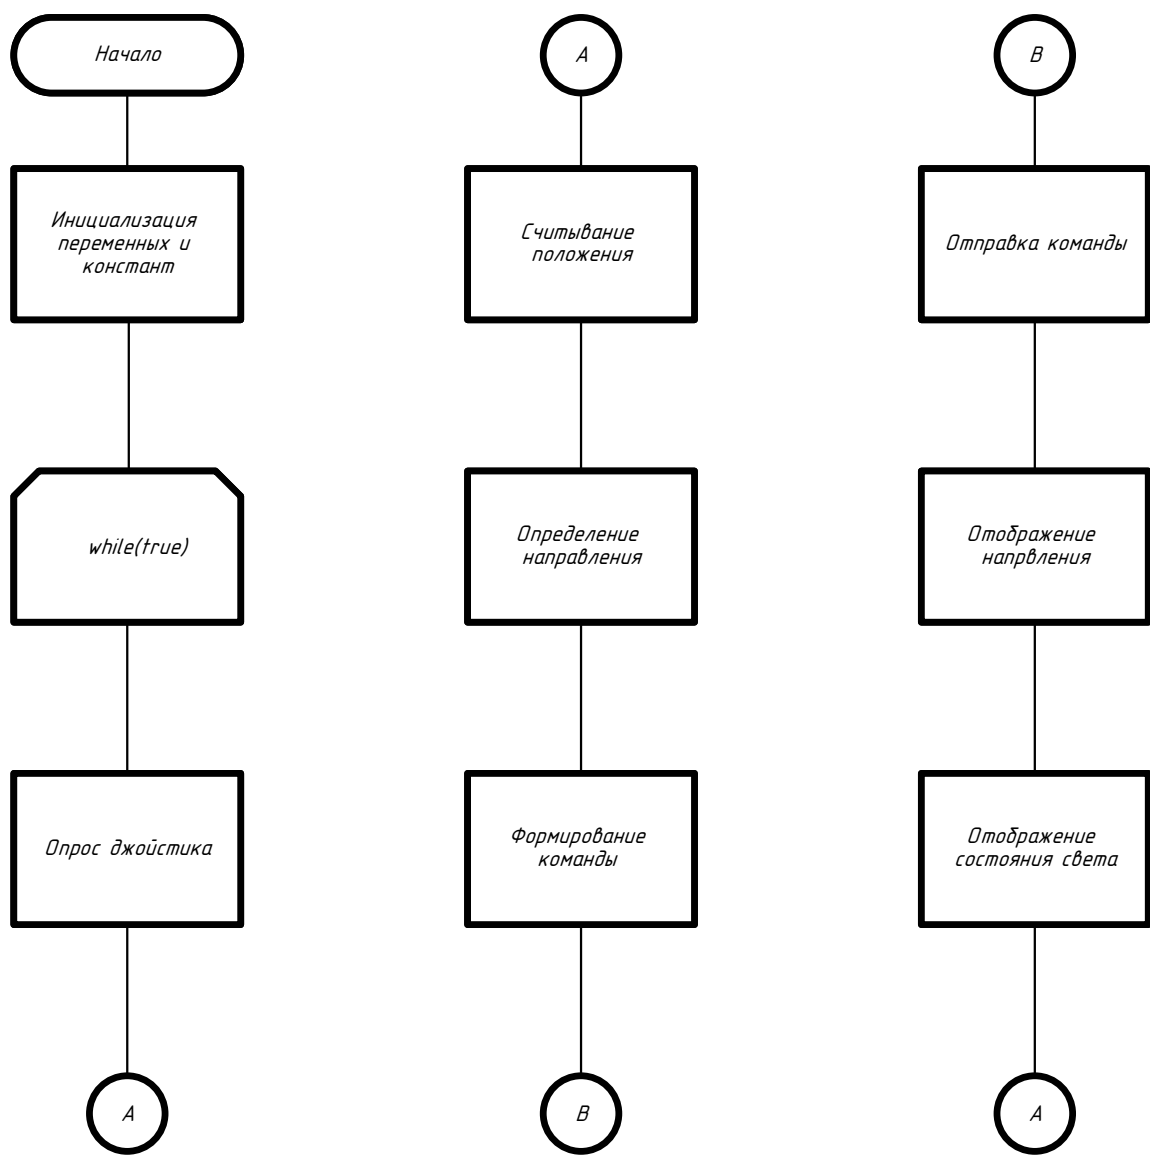 Начало
Инициализация
переменных и
констант
while(true)
Опрос джойстика
А
А
Считывание
положения
Определение
направления
Формирование
команды
В
В
Отправка команды
Отображение
напрвления
Отображение
состояния света
А